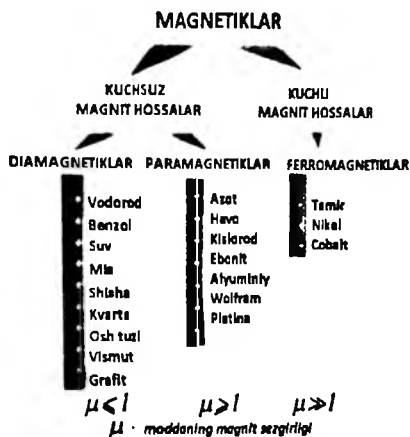 MAGNETIKLAR
KUCHSUZ
MAGNIT HOSSALAR
KUCHLI
MAGNIT HOSSALAR
DIAMAGNETIKLAR
Vodorod
Benzol
Suv
Mis
Shisha
Kvarts
Osh tuzi
Vismut
Grafit
μ⩽1
PARAMAGNETIKLAR
Azot
Havo
Kislorod
Ebonit
Alyuminiy
Wolfram
Platina
μ⩾1
FERROMAGNETIKLAR
Temir
Nikel
Cobalt
μ≫1
μ - moddaning magnit sezgirligi